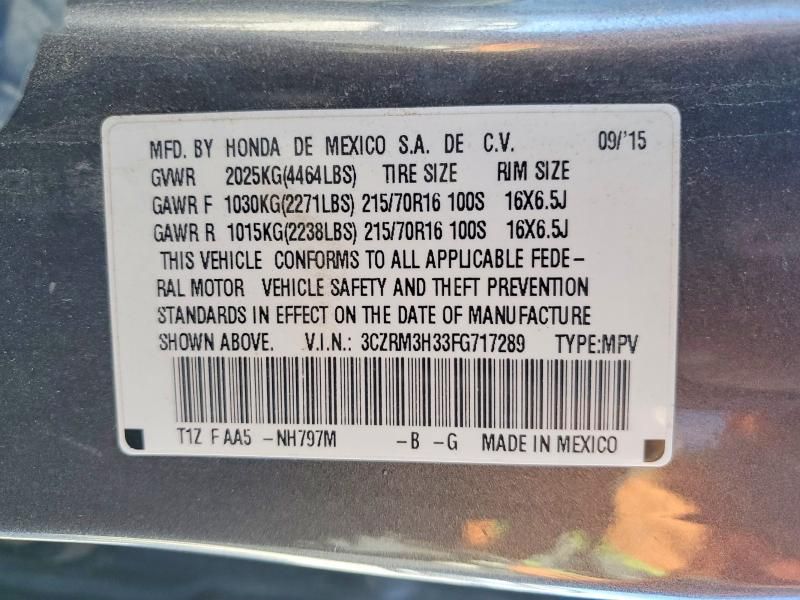 MFD. BY HONDA DE MEXICO S.A. DE C.V. 09/'15
GVWR 2025KG(4464LBS) TIRE SIZE RIM SIZE
GAWR F 1030KG(2271LBS) 215/70R16 100S 16X6.5J
GAWR R 1015KG(2238LBS) 215/70R16 100S 16X6.5J
THIS VEHICLE CONFORMS TO ALL APPLICABLE FEDE-
RAL MOTOR VEHICLE SAFETY AND THEFT PREVENTION
STANDARDS IN EFFECT ON THE DATE OF MANUFACTURE
SHOWN ABOVE. V.I.N.: 3CZRM3H33FG717289 TYPE:MPV
T1Z F AA5 -NH797M -B -G MADE IN MEXICO